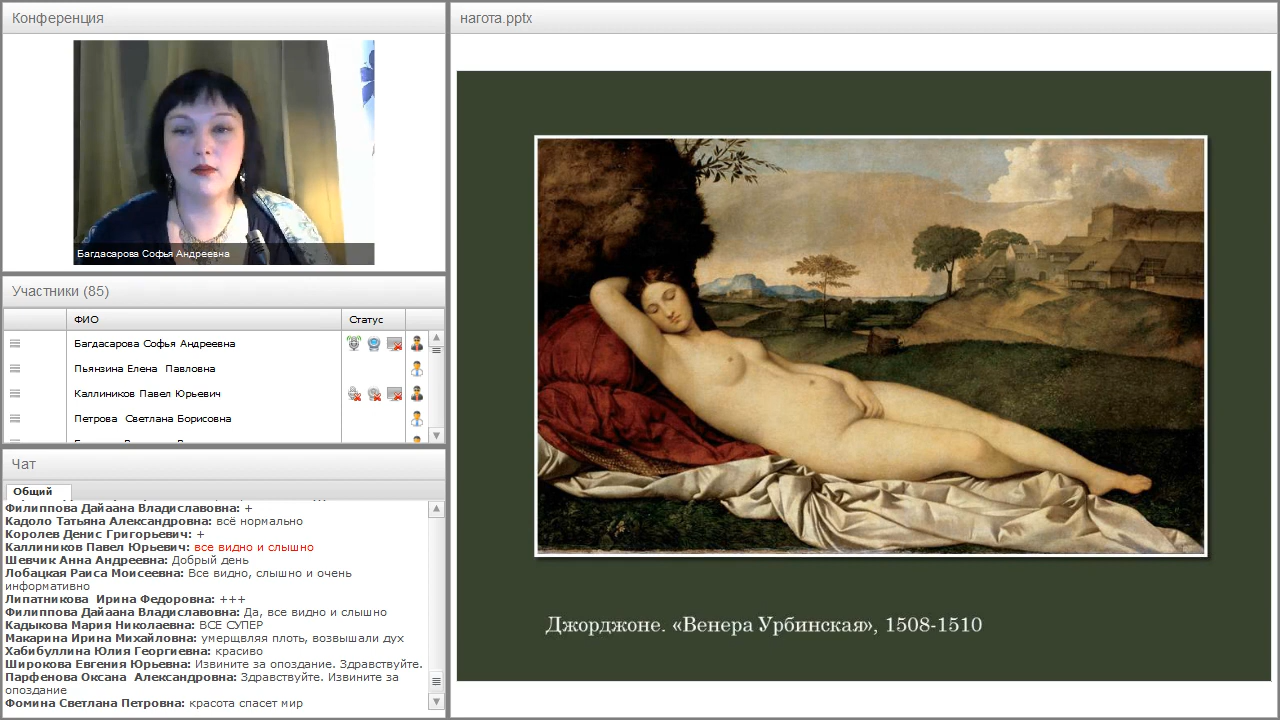 Конференция
Багдасарова Софья Андреевна
Участники (85)
ФИО Статус
Багдасарова Софья Андреевна
Пьянзина Елена Павловна
Каллиников Павел Юрьевич
Петрова Светлана Борисовна
Чат
Общий
Филиппова Дайаана Владиславовна: +
Кадоло Татьяна Александровна: всё нормально
Королев Денис Григорьевич: +
Каллиников Павел Юрьевич: все видно и слышно
Шевчик Анна Андреевна: Добрый день
Лобацкая Раиса Моисеевна: Все видно, слышно и очень
информативно
Липатникова Ирина Федоровна: +++
Филиппова Дайаана Владиславовна: Да, все видно и слышно
Кадыкова Мария Николаевна: ВСЕ СУПЕР
Макарина Ирина Михайловна: умерщвляя плоть, возвышали дух
Хабибуллина Юлия Георгиевна: красиво
Широкова Евгения Юрьевна: Извините за опоздание. Здравствуйте.
Парфенова Оксана Александровна: Здравствуйте. Извините за
опоздание
Фомина Светлана Петровна: красота спасет мир
нагота.pptx
Джорджоне. «Венера Урбинская», 1508-1510